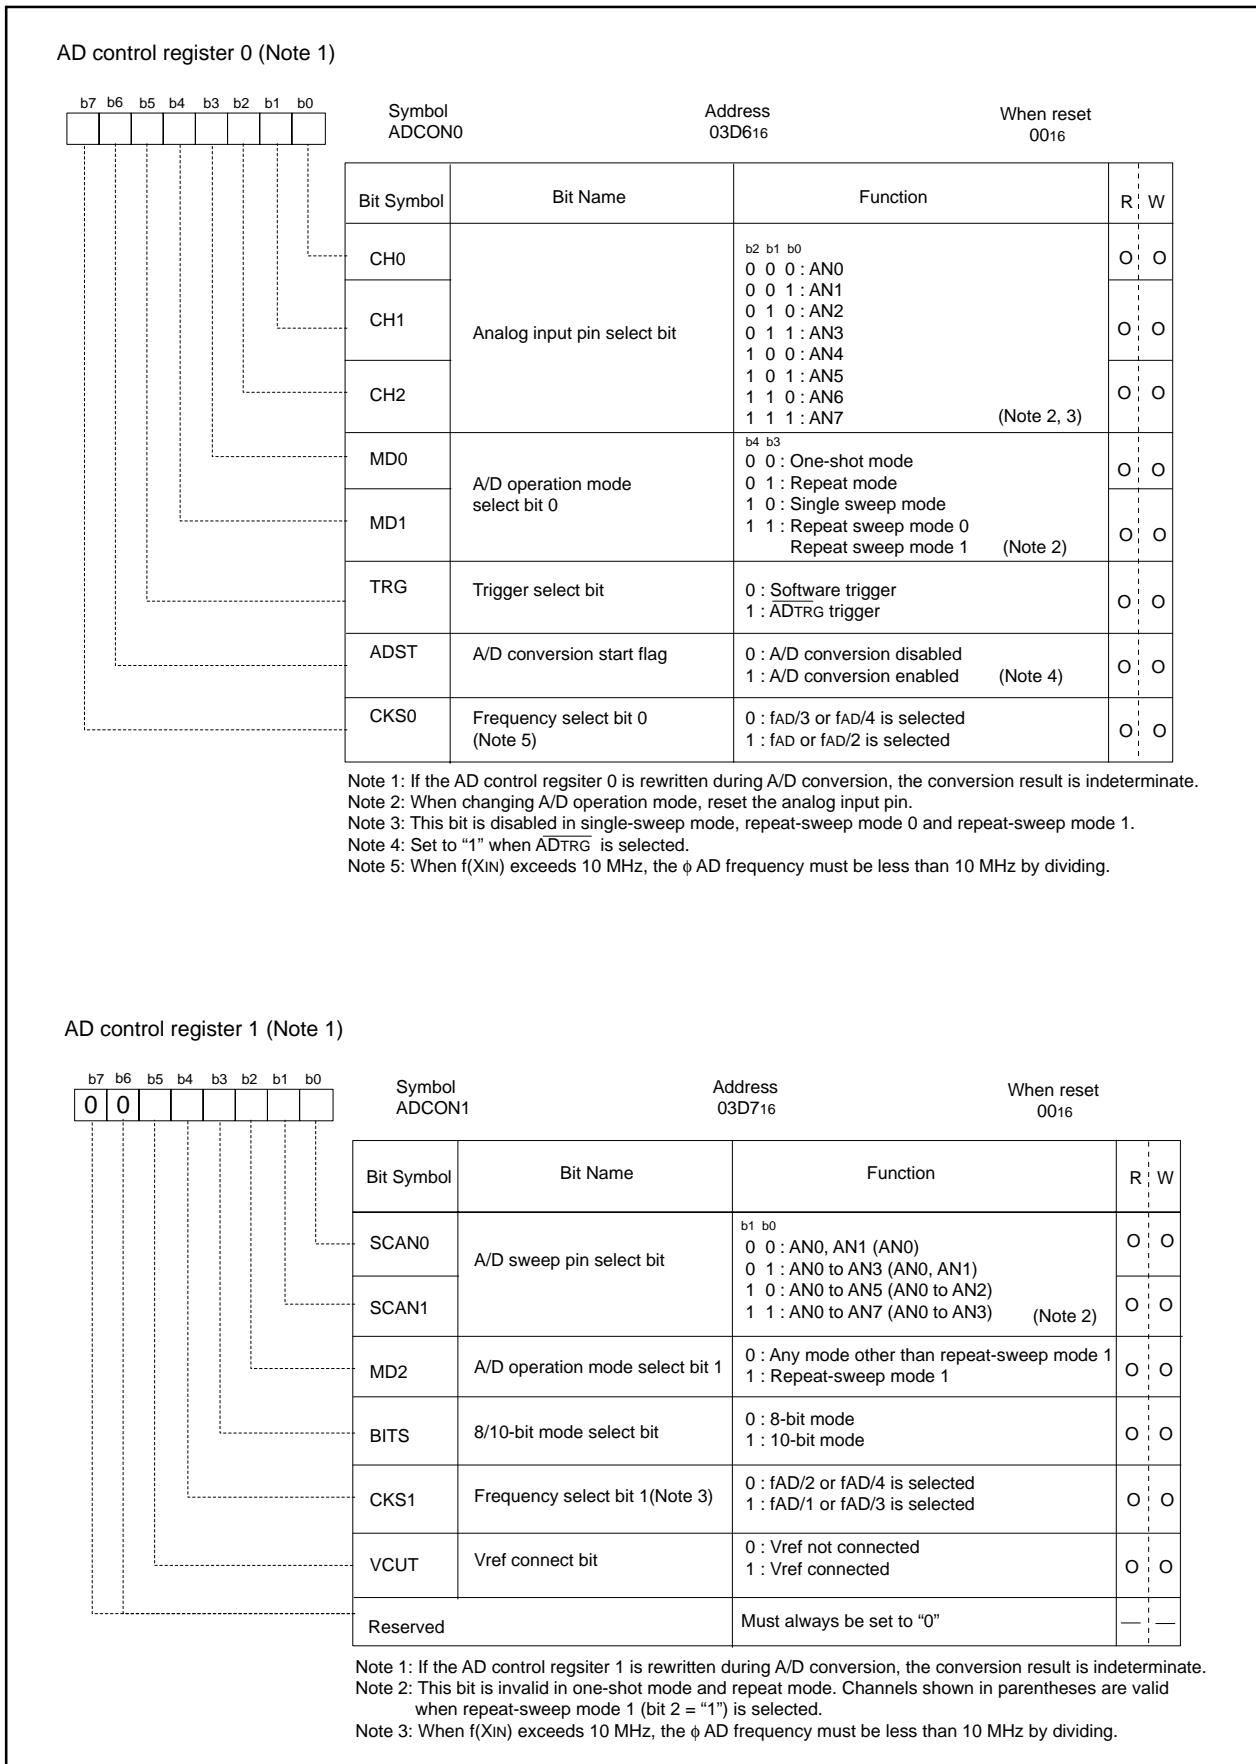 AD control register 0 (Note 1)
b7 b6 b5 b4 b3 b2 b1 b0
Symbol Address When reset
ADCON0 03D616 0016
Bit Symbol Bit Name Function R W
CH0 Analog input pin select bit b2 b1 b0
0 0 0 : AN0 O O
0 0 1 : AN1
CH1 0 1 0 : AN2
0 1 1 : AN3 O O
1 0 0 : AN4
CH2 1 0 1 : AN5 O O
1 1 0 : AN6
1 1 1 : AN7 (Note 2, 3)
b4 b3
MD0 A/D operation mode 0 0 : One-shot mode O O
select bit 0 0 1 : Repeat mode
1 0 : Single sweep mode
MD1 1 1 : Repeat sweep mode 0 O O
Repeat sweep mode 1 (Note 2)
TRG Trigger select bit 0 : Software trigger O O
1 : ADTRG trigger
ADST A/D conversion start flag 0 : A/D conversion disabled O O
1 : A/D conversion enabled (Note 4)
CKS0 Frequency select bit 0 0 : fAD/3 or fAD/4 is selected O O
(Note 5) 1 : fAD or fAD/2 is selected
Note 1: If the AD control regsiter 0 is rewritten during A/D conversion, the conversion result is indeterminate.
Note 2: When changing A/D operation mode, reset the analog input pin.
Note 3: This bit is disabled in single-sweep mode, repeat-sweep mode 0 and repeat-sweep mode 1.
Note 4: Set to “1” when ADTRG is selected.
Note 5: When f(XIN) exceeds 10 MHz, the ϕ AD frequency must be less than 10 MHz by dividing.
AD control register 1 (Note 1)
b7 b6 b5 b4 b3 b2 b1 b0
0 0
Symbol Address When reset
ADCON1 03D716 0016
Bit Symbol Bit Name Function R W
b1 b0
SCAN0 A/D sweep pin select bit 0 0 : AN0, AN1 (AN0) O O
0 1 : AN0 to AN3 (AN0, AN1)
1 0 : AN0 to AN5 (AN0 to AN2)
SCAN1 1 1 : AN0 to AN7 (AN0 to AN3) (Note 2) O O
MD2 A/D operation mode select bit 1 0 : Any mode other than repeat-sweep mode 1 O O
1 : Repeat-sweep mode 1
BITS 8/10-bit mode select bit 0 : 8-bit mode O O
1 : 10-bit mode
CKS1 Frequency select bit 1(Note 3) 0 : fAD/2 or fAD/4 is selected O O
1 : fAD/1 or fAD/3 is selected
VCUT Vref connect bit 0 : Vref not connected O O
1 : Vref connected
Reserved Must always be set to “0” — —
Note 1: If the AD control regsiter 1 is rewritten during A/D conversion, the conversion result is indeterminate.
Note 2: This bit is invalid in one-shot mode and repeat mode. Channels shown in parentheses are valid
when repeat-sweep mode 1 (bit 2 = “1”) is selected.
Note 3: When f(XIN) exceeds 10 MHz, the ϕ AD frequency must be less than 10 MHz by dividing.